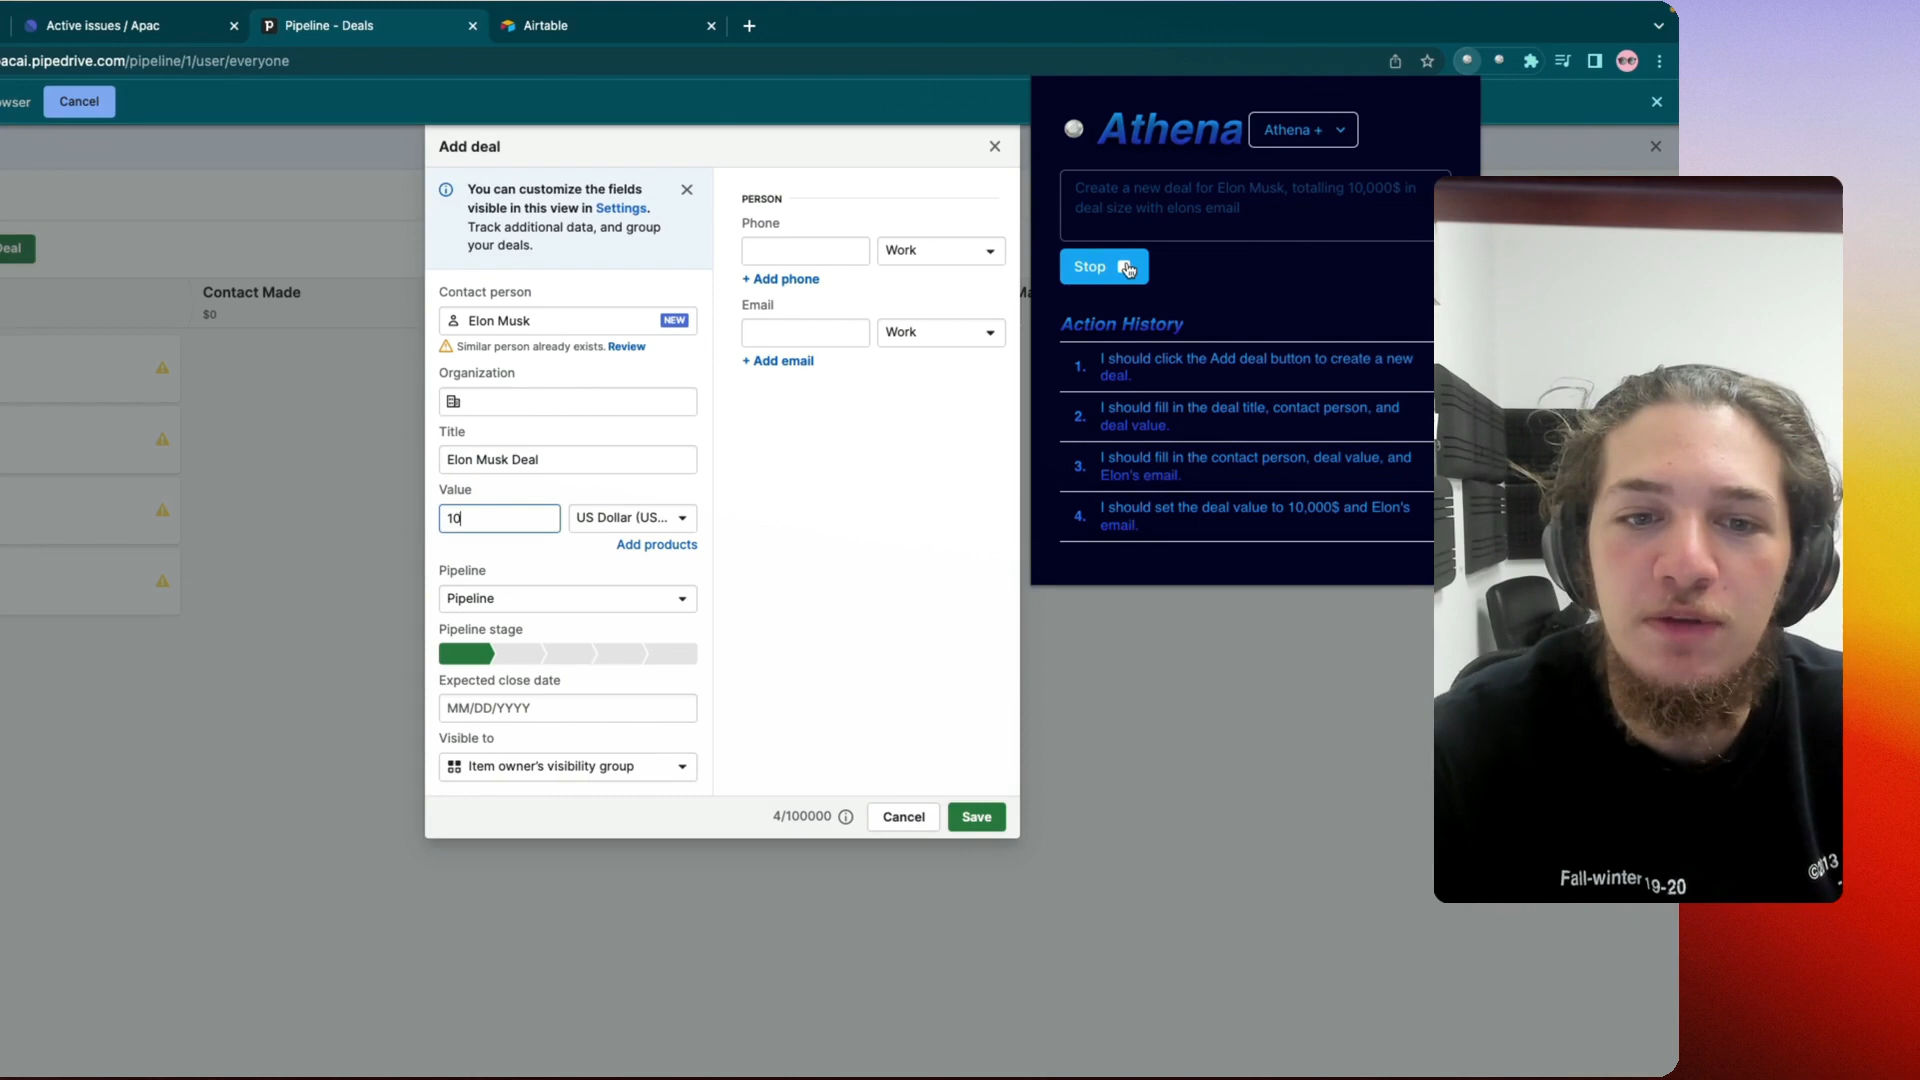 Active issues / Apac
Pipeline - Deals
Airtable
acai.pipedrive.com/pipeline/1/user/everyone
owser
Cancel
Add deal
You can customize the fields
visible in this view in Settings.
Track additional data, and group
your deals.
Contact person
Elon Musk
NEW
Similar person already exists. Review
Organization
Title
Elon Musk Deal
Value
10
US Dollar (US...
Add products
Pipeline
Pipeline
Pipeline stage
Expected close date
MM/DD/YYYY
Visible to
Item owner's visibility group
PERSON
Phone
Work
+ Add phone
Email
Work
+ Add email
4/100000
Cancel
Save
Deal
Contact Made
$0
Athena
Athena +
Create a new deal for Elon Musk, totalling 10,000$ in
deal size with elons email
Stop
Action History
1. I should click the Add deal button to create a new
deal.
2. I should fill in the deal title, contact person, and
deal value.
3. I should fill in the contact person, deal value, and
Elon's email.
4. I should set the deal value to 10,000$ and Elon's
email.
Fall-winter 19-20